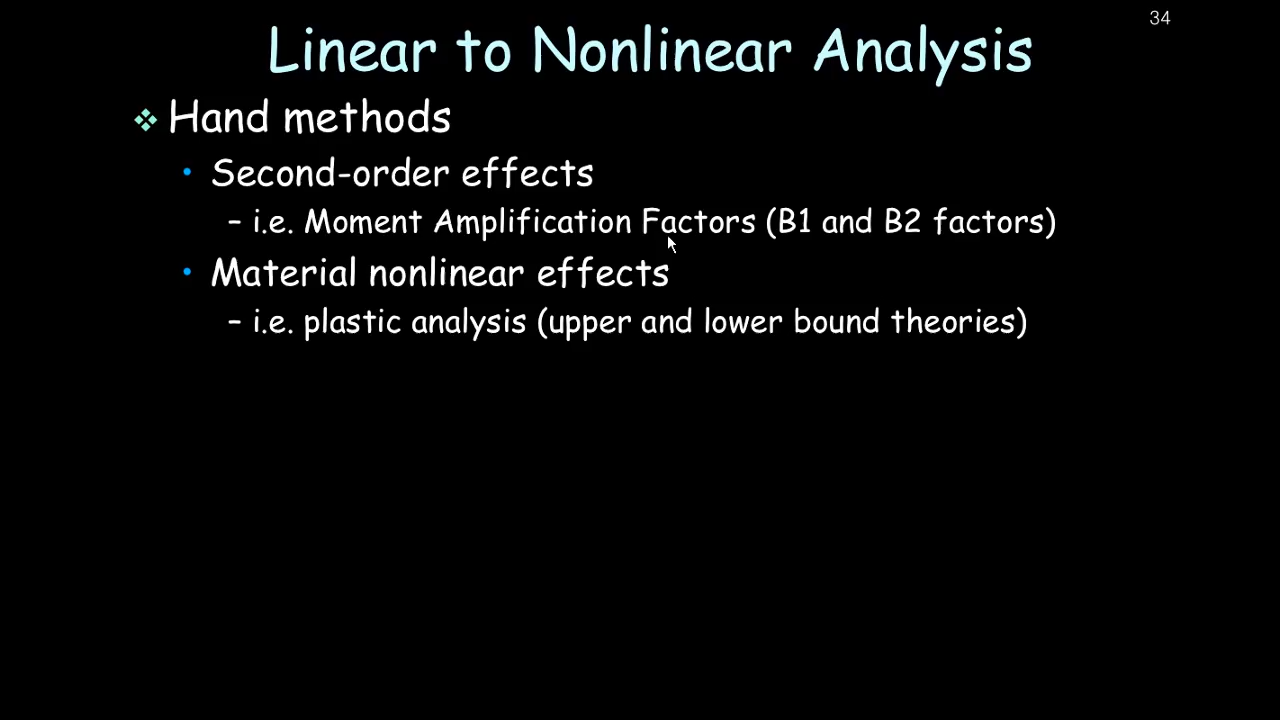 34
Linear to Nonlinear Analysis
❖ Hand methods
• Second-order effects
– i.e. Moment Amplification Factors (B1 and B2 factors)
• Material nonlinear effects
– i.e. plastic analysis (upper and lower bound theories)